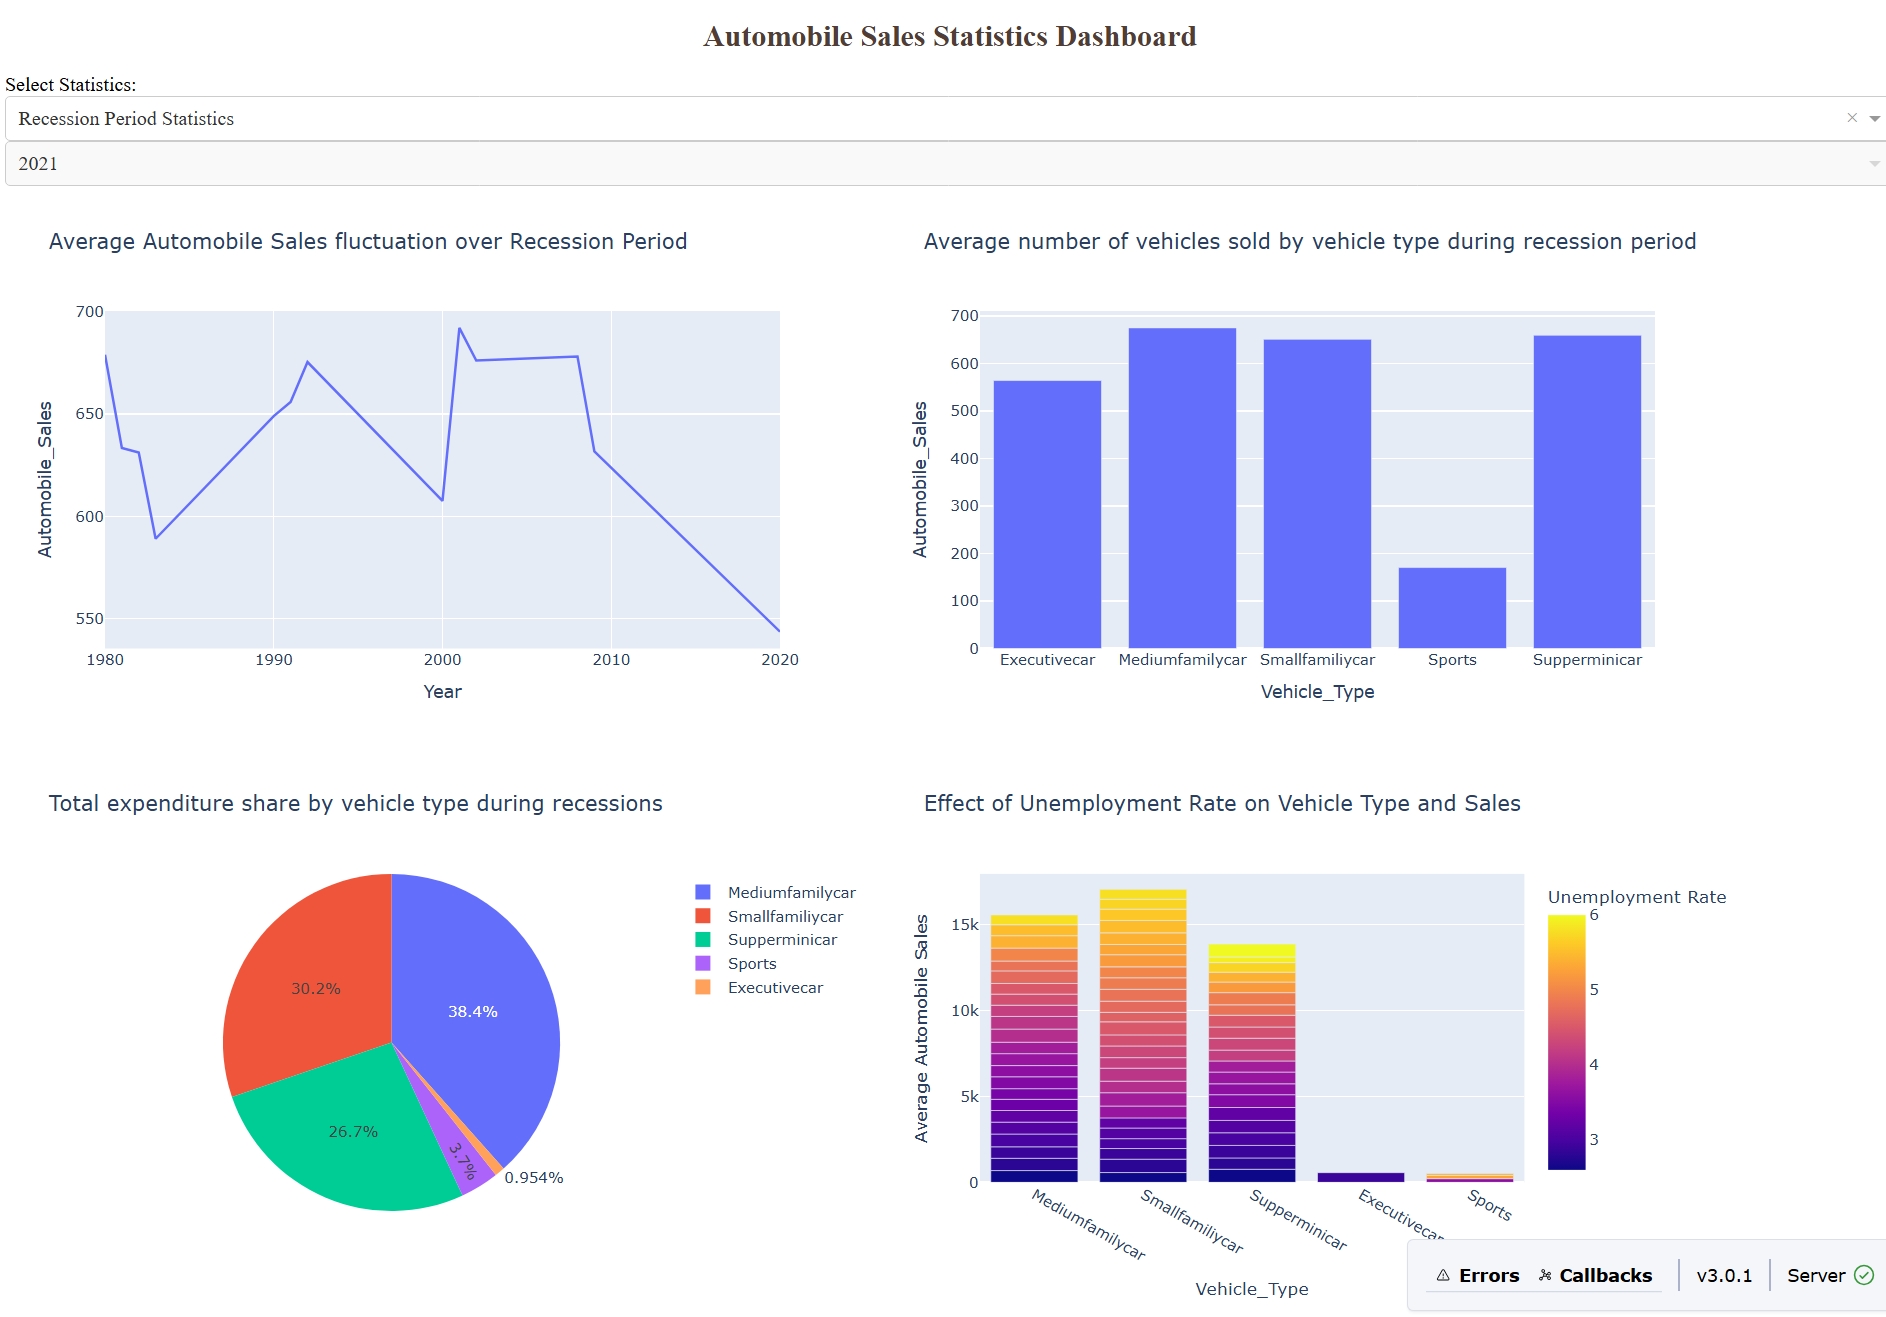 Automobile Sales Statistics Dashboard
Select Statistics:
Recession Period Statistics
×
2021
Average Automobile Sales fluctuation over Recession Period
700
650
600
550
Automobile_Sales
1980 1990 2000 2010 2020
Year
Average number of vehicles sold by vehicle type during recession period
700
600
500
400
300
200
100
0
Automobile_Sales
Executivecar Mediumfamilycar Smallfamiliycar Sports Supperminicar
Vehicle_Type
Total expenditure share by vehicle type during recessions
30.2%
38.4%
26.7%
3.7%
0.954%
Mediumfamilycar
Smallfamiliycar
Supperminicar
Sports
Executivecar
Effect of Unemployment Rate on Vehicle Type and Sales
15k
10k
5k
0
Average Automobile Sales
Mediumfamilycar Smallfamiliycar Supperminicar Executivecar Sports
Vehicle_Type
Unemployment Rate
6
5
4
3
Errors Callbacks v3.0.1 Server